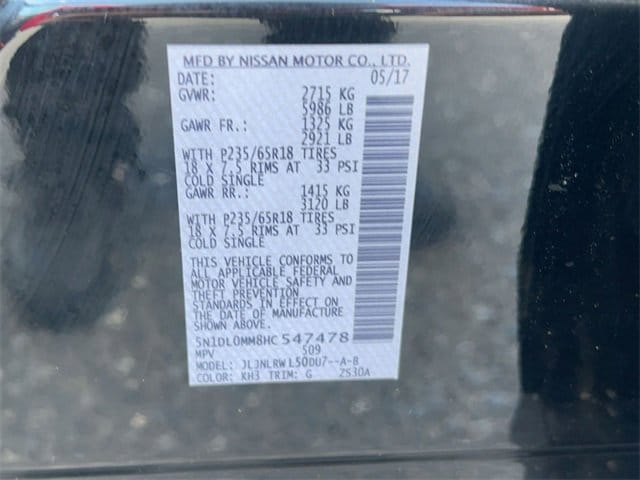 MFD BY NISSAN MOTOR CO., LTD.
DATE: 05/17
GVWR: 2715 KG
5986 LB
GAWR FR.: 1325 KG
2921 LB
WITH P235/65R18 TIRES
18 X 7.5 RIMS AT 33 PSI
COLD SINGLE
GAWR RR.: 1415 KG
3120 LB
WITH P235/65R18 TIRES
18 X 7.5 RIMS AT 33 PSI
COLD SINGLE
THIS VEHICLE CONFORMS TO
ALL APPLICABLE FEDERAL
MOTOR VEHICLE SAFETY AND
THEFT PREVENTION
STANDARDS IN EFFECT ON
THE DATE OF MANUFACTURE
SHOWN ABOVE.
5N1DL0MM8HC547478
MPV 509
MODEL: JLJNLRWL50DU7--A-B
COLOR: KH3 TRIM: G ZS30A